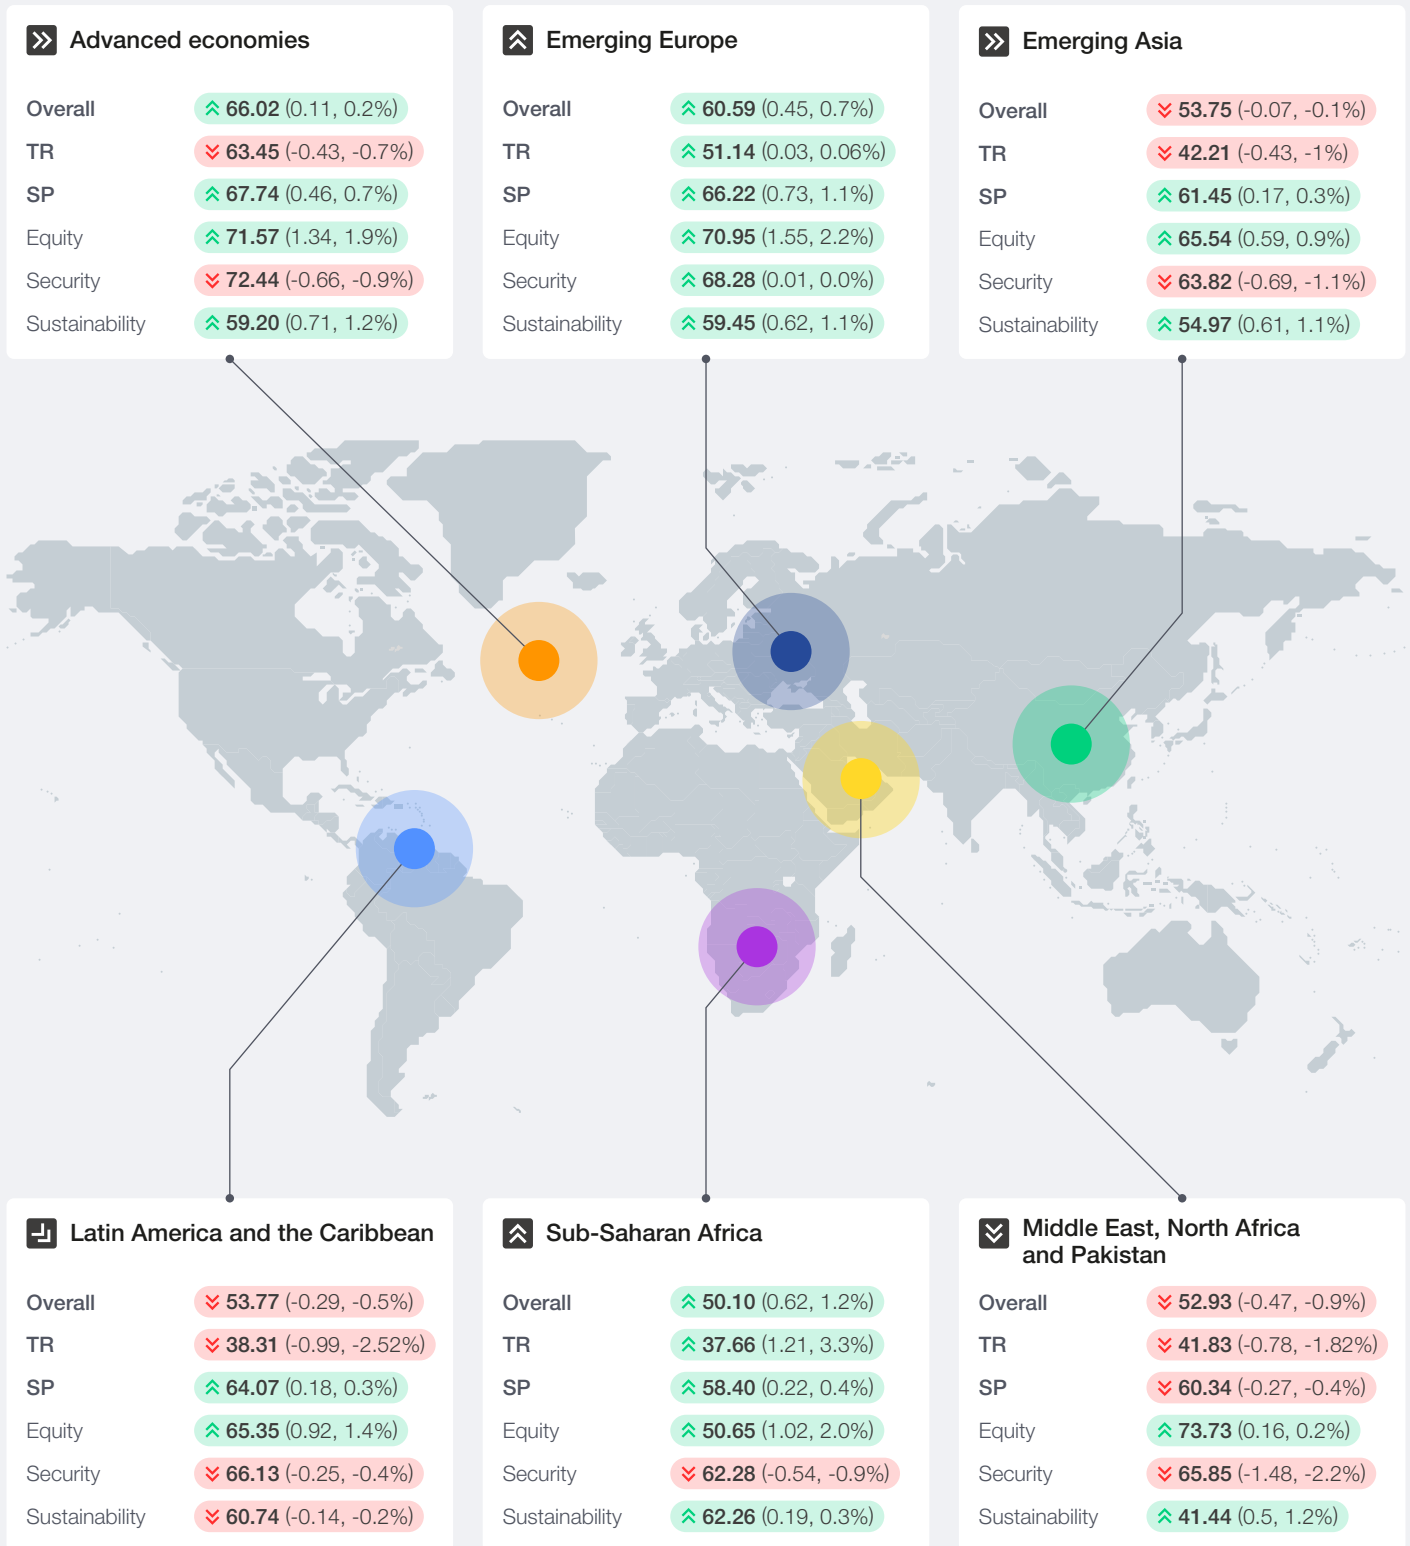 Advanced economies
Overall 66.02 (0.11, 0.2%)
TR 63.45 (-0.43, -0.7%)
SP 67.74 (0.46, 0.7%)
Equity 71.57 (1.34, 1.9%)
Security 72.44 (-0.66, -0.9%)
Sustainability 59.20 (0.71, 1.2%)
Emerging Europe
Overall 60.59 (0.45, 0.7%)
TR 51.14 (0.03, 0.06%)
SP 66.22 (0.73, 1.1%)
Equity 70.95 (1.55, 2.2%)
Security 68.28 (0.01, 0.0%)
Sustainability 59.45 (0.62, 1.1%)
Emerging Asia
Overall 53.75 (-0.07, -0.1%)
TR 42.21 (-0.43, -1%)
SP 61.45 (0.17, 0.3%)
Equity 65.54 (0.59, 0.9%)
Security 63.82 (-0.69, -1.1%)
Sustainability 54.97 (0.61, 1.1%)
Latin America and the Caribbean
Overall 53.77 (-0.29, -0.5%)
TR 38.31 (-0.99, -2.52%)
SP 64.07 (0.18, 0.3%)
Equity 65.35 (0.92, 1.4%)
Security 66.13 (-0.25, -0.4%)
Sustainability 60.74 (-0.14, -0.2%)
Sub-Saharan Africa
Overall 50.10 (0.62, 1.2%)
TR 37.66 (1.21, 3.3%)
SP 58.40 (0.22, 0.4%)
Equity 50.65 (1.02, 2.0%)
Security 62.28 (-0.54, -0.9%)
Sustainability 62.26 (0.19, 0.3%)
Middle East, North Africa
and Pakistan
Overall 52.93 (-0.47, -0.9%)
TR 41.83 (-0.78, -1.82%)
SP 60.34 (-0.27, -0.4%)
Equity 73.73 (0.16, 0.2%)
Security 65.85 (-1.48, -2.2%)
Sustainability 41.44 (0.5, 1.2%)